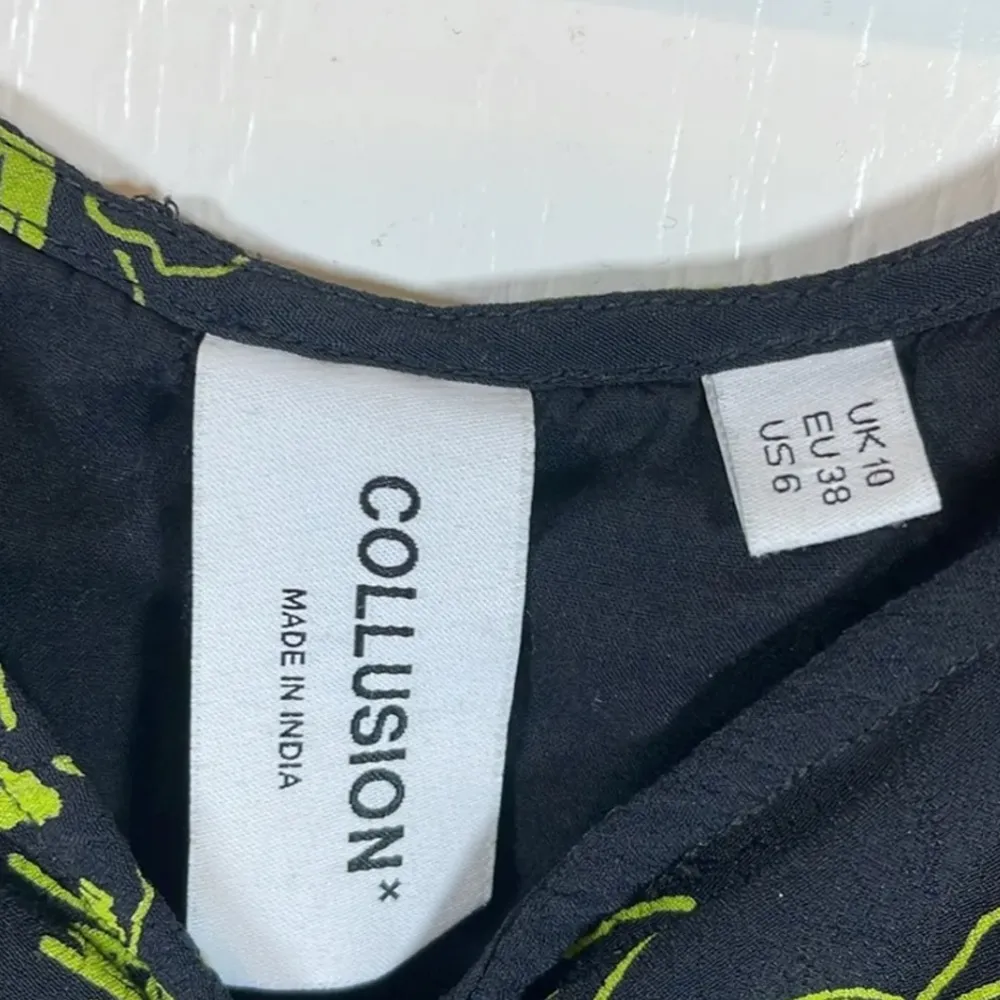 COLLUSION×
MADE IN INDIA
UK 10
EU 38
US 6